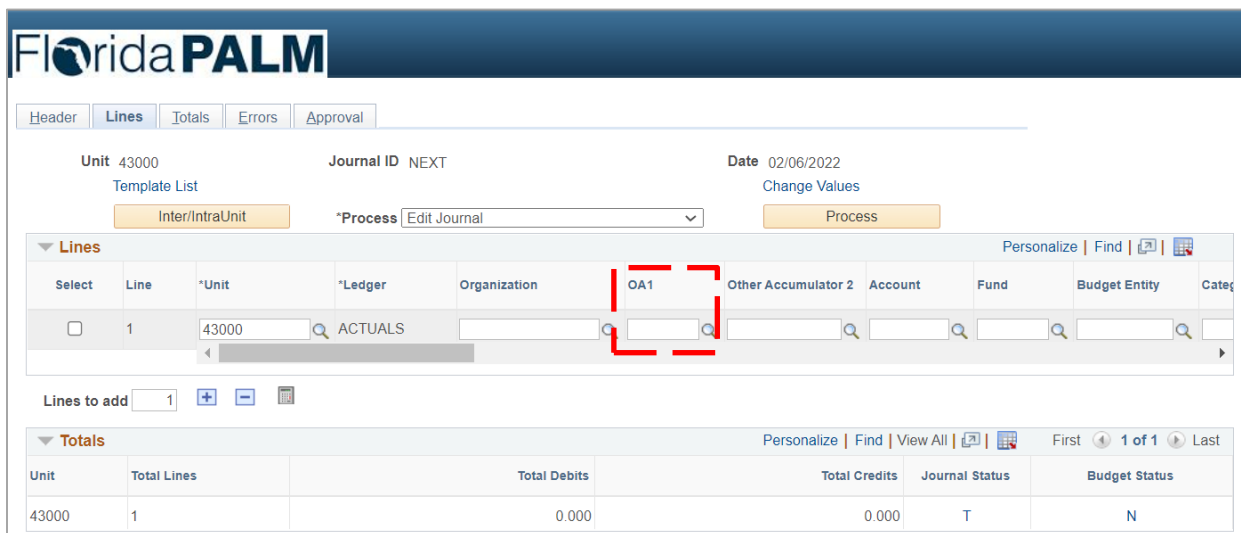 Florida PALM
Header Lines Totals Errors Approval
Unit 43000 Journal ID NEXT Date 02/06/2022
Template List Change Values
Inter/IntraUnit *Process Edit Journal Process
Lines Personalize | Find | |
Select Line *Unit *Ledger Organization OA1 Other Accumulator 2 Account Fund Budget Entity Categ
1 43000 ACTUALS
Lines to add 1
Totals Personalize | Find | View All | | First 1 of 1 Last
Unit Total Lines Total Debits Total Credits Journal Status Budget Status
43000 1 0.000 0.000 T N